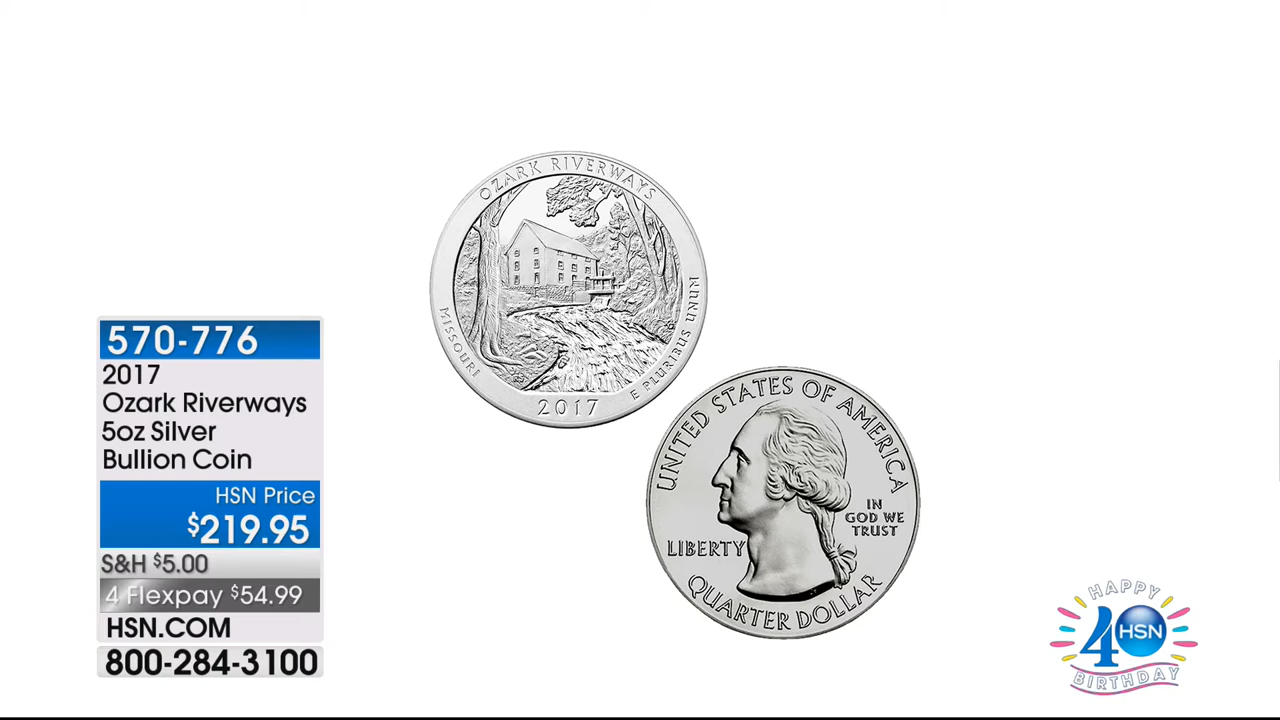 OZARK RIVERWAYS
MISSOURI
E PLURIBUS UNUM
2017
UNITED STATES OF AMERICA
IN
GOD WE
TRUST
LIBERTY
QUARTER DOLLAR
570-776
2017
Ozark Riverways
5oz Silver
Bullion Coin
HSN Price
$219.95
S&H $5.00
4 Flexpay $54.99
HSN.COM
800-284-3100
HAPPY
40 HSN
BIRTHDAY